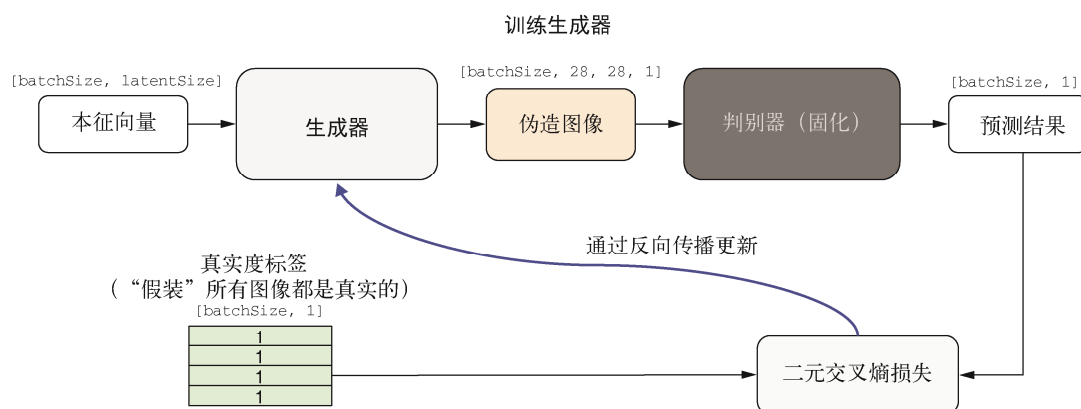 训练生成器
[batchSize, latentSize]
[batchSize, 28, 28, 1]
[batchSize, 1]
本征向量
生成器
伪造图像
判别器（固化）
预测结果
通过反向传播更新
真实度标签
（“假装”所有图像都是真实的）
[batchSize, 1]
1
1
1
1
二元交叉熵损失